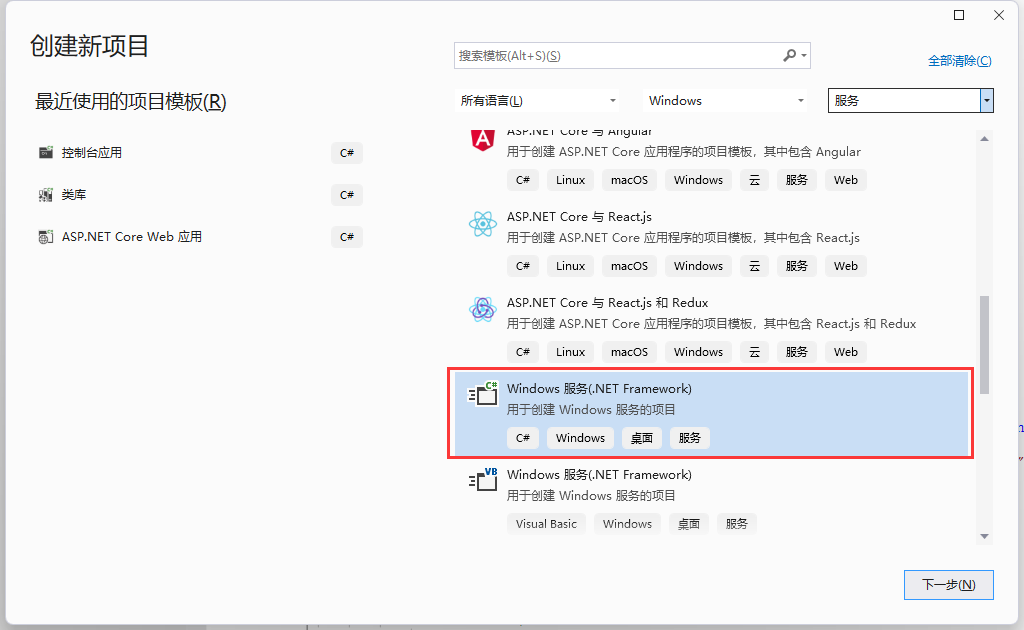 创建新项目
搜索模板(Alt+S)(S)
全部清除(C)
最近使用的项目模板(R)
所有语言(L)
Windows
服务
控制台应用
C#
类库
C#
ASP.NET Core Web 应用
C#
ASP.NET Core 与 Angular
用于创建 ASP.NET Core 应用程序的项目模板，其中包含 Angular
C# Linux macOS Windows 云 服务 Web
ASP.NET Core 与 React.js
用于创建 ASP.NET Core 应用程序的项目模板，其中包含 React.js
C# Linux macOS Windows 云 服务 Web
ASP.NET Core 与 React.js 和 Redux
用于创建 ASP.NET Core 应用程序的项目模板，其中包含 React.js 和 Redux
C# Linux macOS Windows 云 服务 Web
C#
Windows 服务(.NET Framework)
用于创建 Windows 服务的项目
C# Windows 桌面 服务
VB
Windows 服务(.NET Framework)
用于创建 Windows 服务的项目
Visual Basic Windows 桌面 服务
下一步(N)